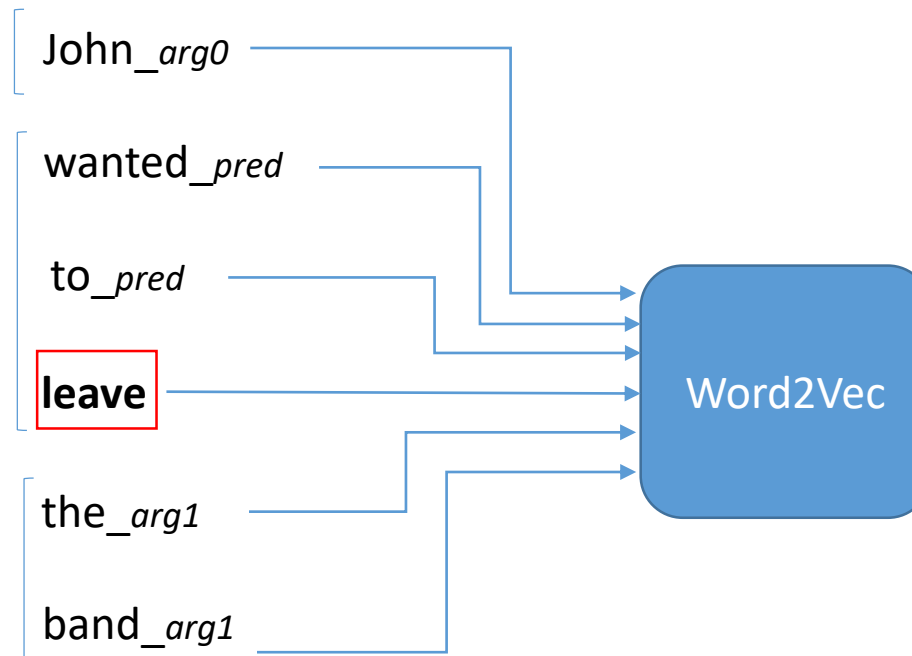 John_arg0
wanted_pred
to_pred
leave
Word2Vec
the_arg1
band_arg1